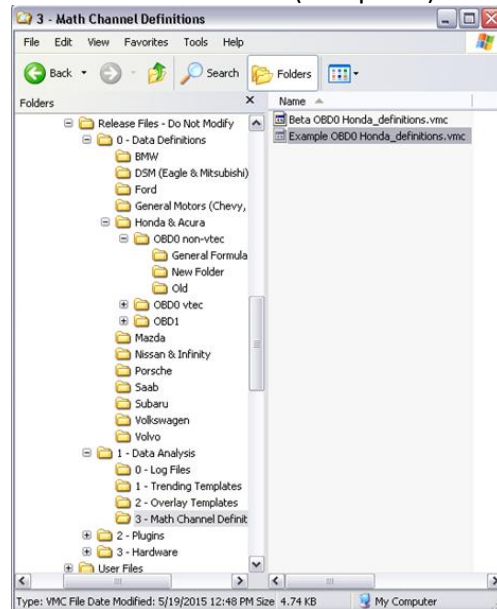 3 - Math Channel Definitions
File Edit View Favorites Tools Help
Back Search Folders
Folders
Name
Release Files - Do Not Modify
0 - Data Definitions
BMW
DSM (Eagle & Mitsubishi)
Ford
General Motors (Chevy,
Honda & Acura
OBD0 non-vtec
General Formula
New Folder
Old
OBD0 vtec
OBD1
Mazda
Nissan & Infinity
Porsche
Saab
Subaru
Volkswagen
Volvo
1 - Data Analysis
0 - Log Files
1 - Trending Templates
2 - Overlay Templates
3 - Math Channel Definit
2 - Plugins
3 - Hardware
User Files
Beta OBD0 Honda_definitions.vmc
Example OBD0 Honda_definitions.vmc
Type: VMC File Date Modified: 5/19/2015 12:48 PM Size 4.74 KB My Computer